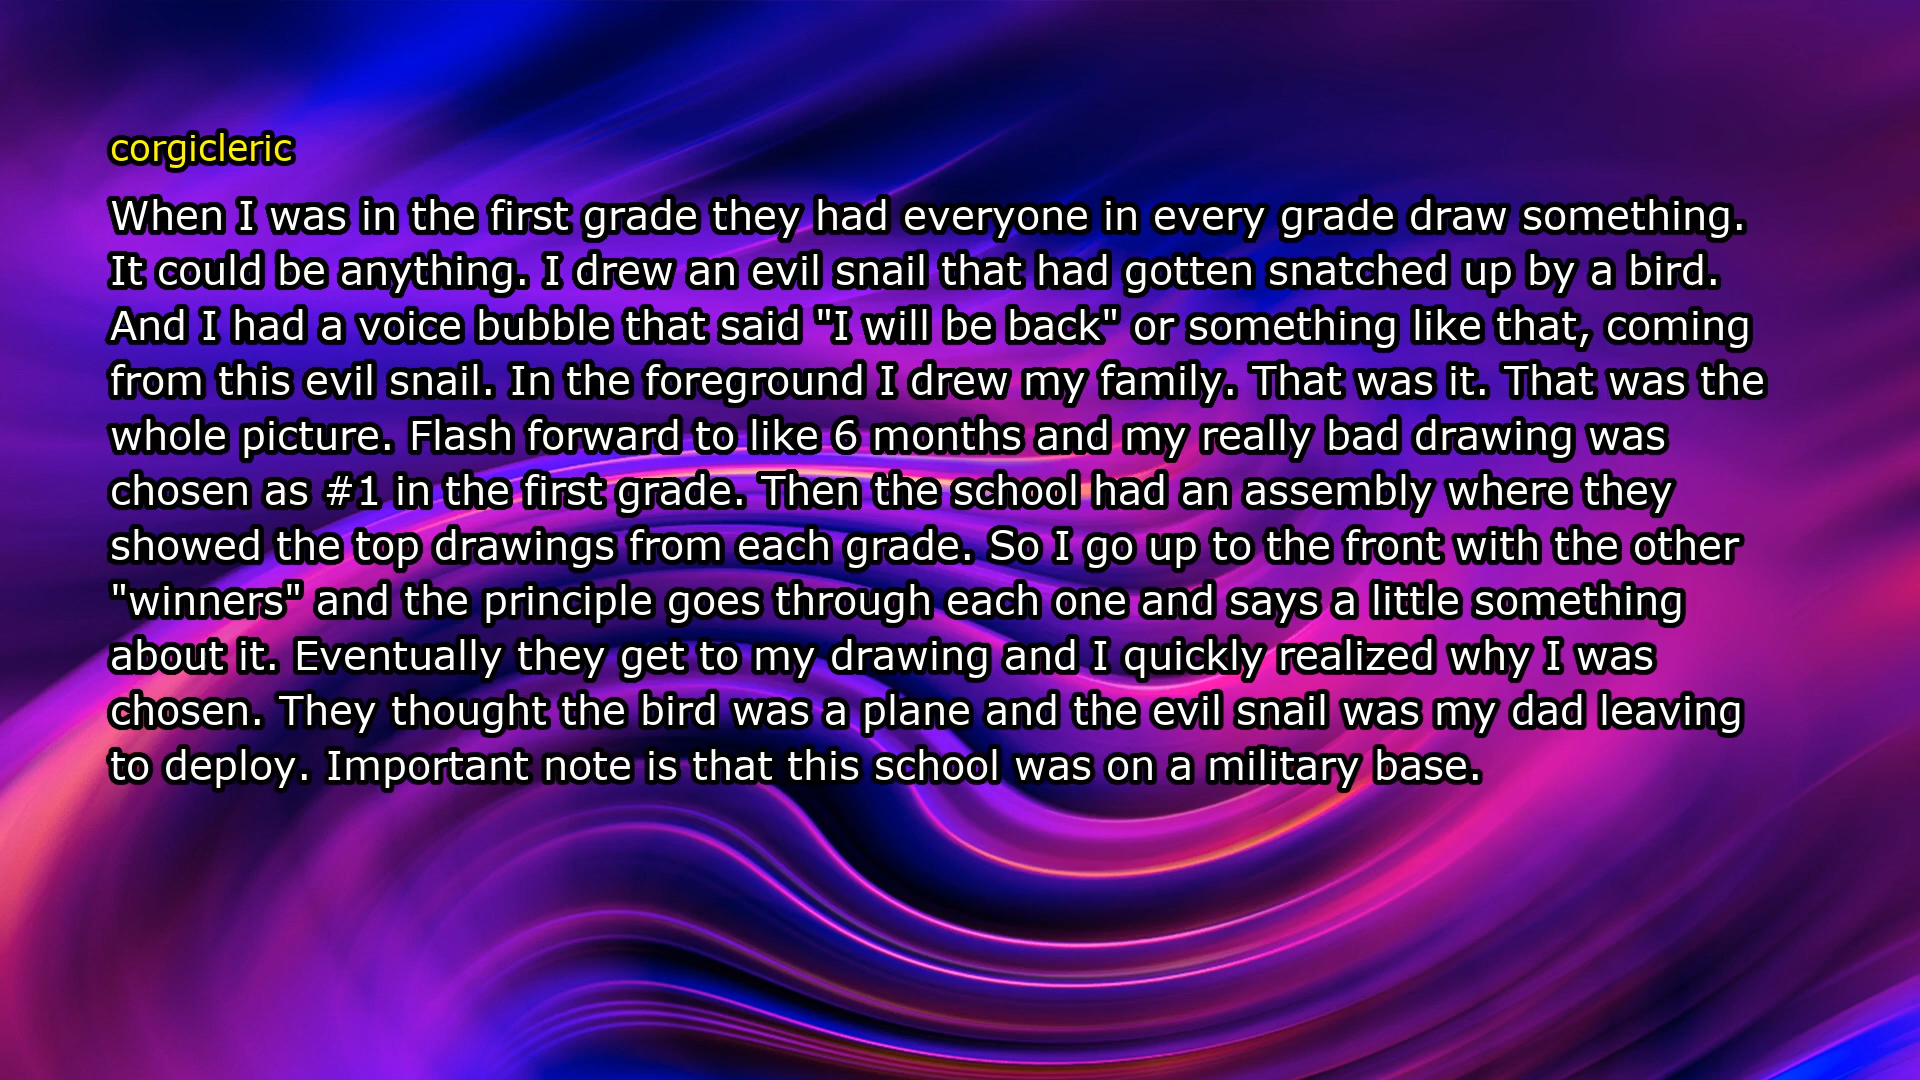 corgicleric
When I was in the first grade they had everyone in every grade draw something.
It could be anything. I drew an evil snail that had gotten snatched up by a bird.
And I had a voice bubble that said "I will be back" or something like that, coming
from this evil snail. In the foreground I drew my family. That was it. That was the
whole picture. Flash forward to like 6 months and my really bad drawing was
chosen as #1 in the first grade. Then the school had an assembly where they
showed the top drawings from each grade. So I go up to the front with the other
"winners" and the principle goes through each one and says a little something
about it. Eventually they get to my drawing and I quickly realized why I was
chosen. They thought the bird was a plane and the evil snail was my dad leaving
to deploy. Important note is that this school was on a military base.